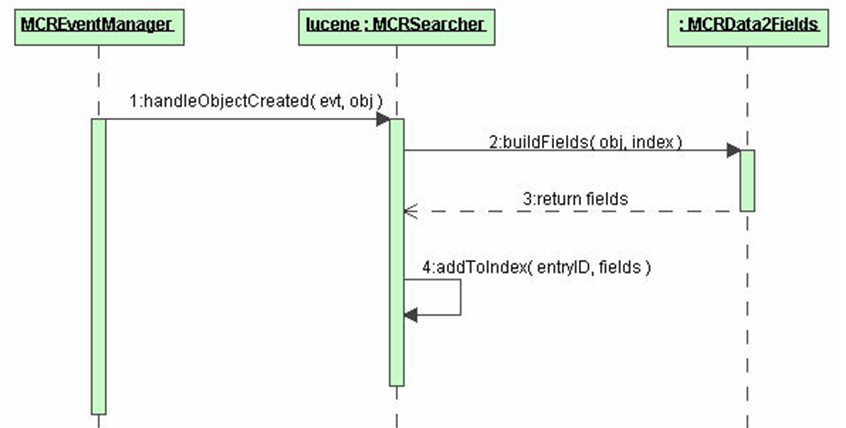 MCREventManager
lucene : MCRSearcher
: MCRData2Fields
1:handleObjectCreated( evt, obj )
2:buildFields( obj, index )
3:return fields
4:addToIndex( entryID, fields )